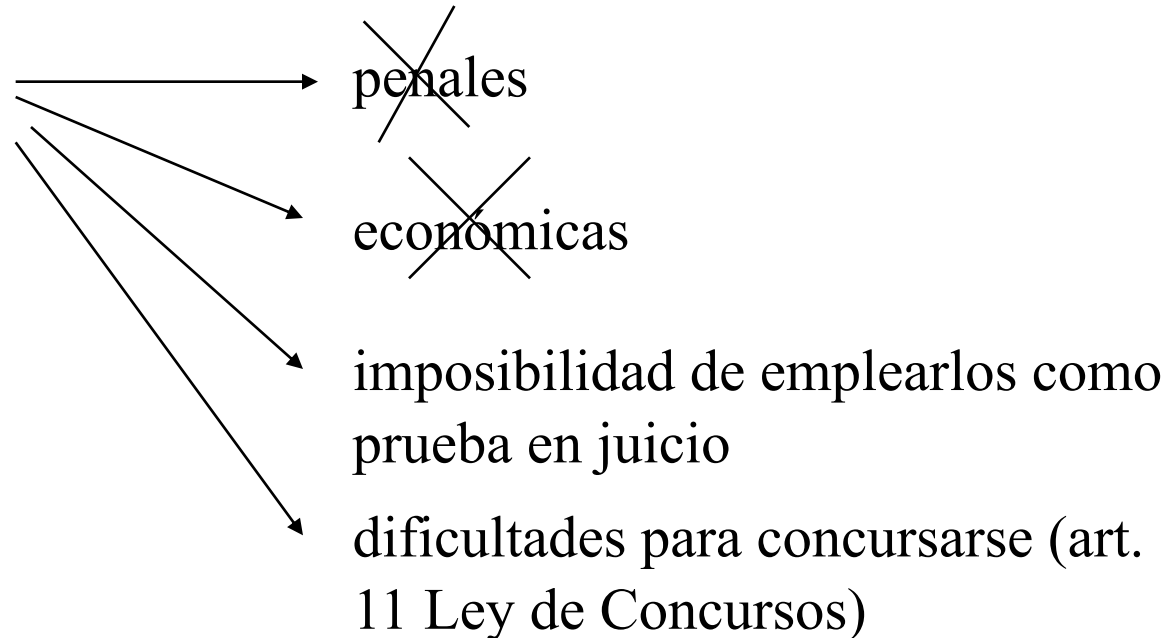 penales
económicas
imposibilidad de emplearlos como
prueba en juicio
dificultades para concursarse (art.
11 Ley de Concursos)